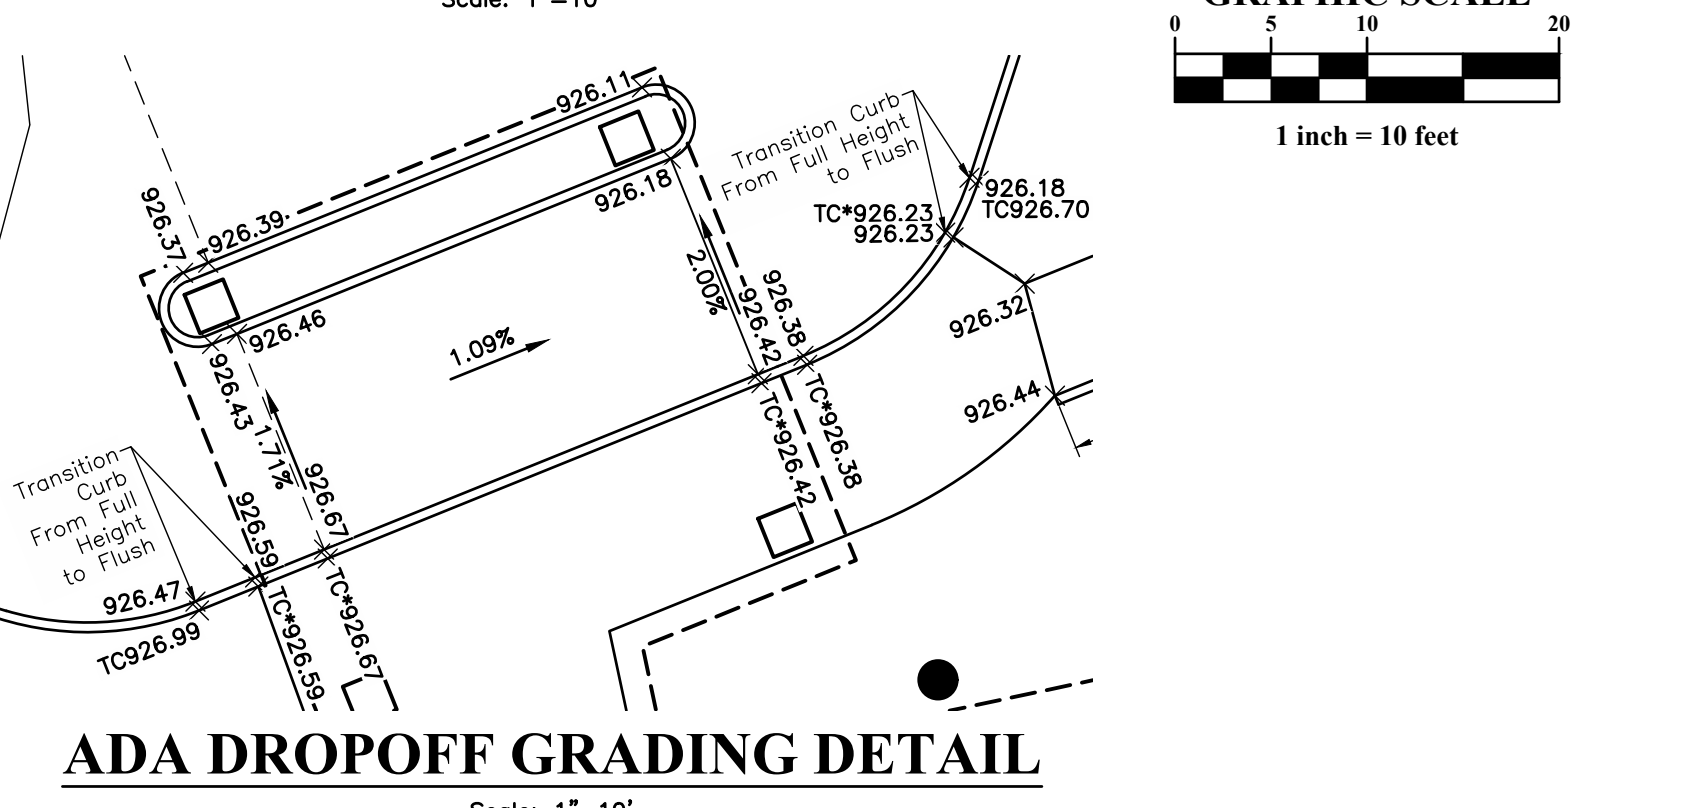 GRAPHIC SCALE
0 5 10 20
1 inch = 10 feet
926.11
926.39
926.37
926.18
Transition Curb
From Full Height
to Flush
926.18
TC926.70
TC*926.23
926.23
926.46
926.43
1.09%
2.00%
926.42
926.38
926.32
926.44
TC*926.42
TC*926.38
1.71%
926.67
926.59
Transition
Curb
From Full
Height
to Flush
926.47
TC926.99
TC*926.59
TC*926.67
ADA DROPOFF GRADING DETAIL